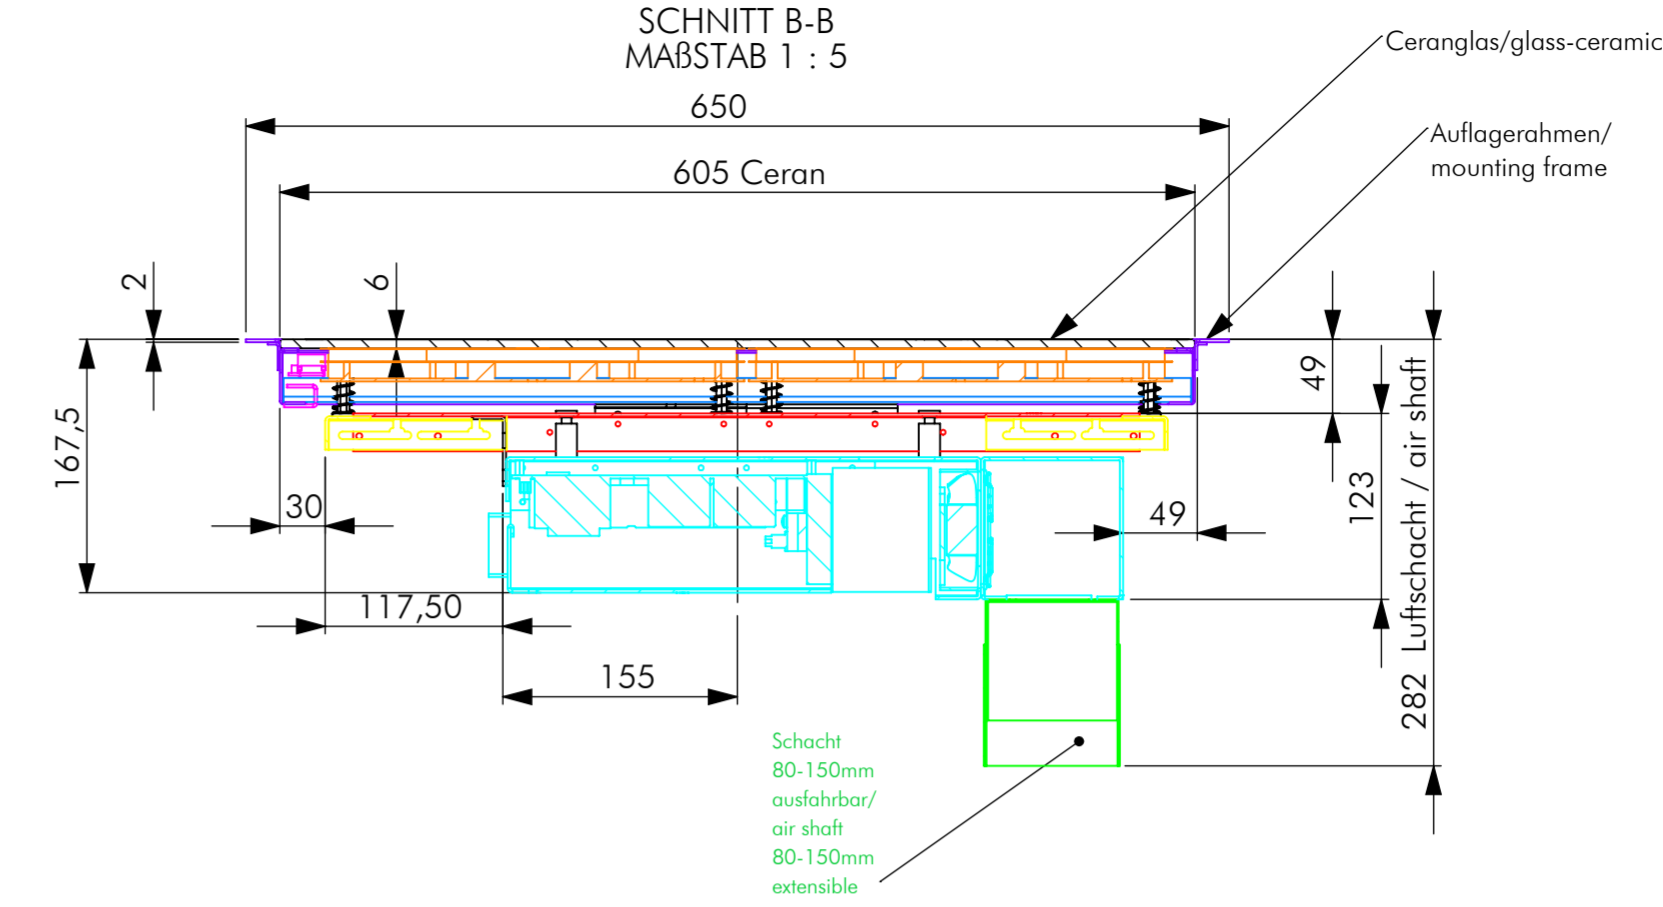 SCHNITT B-B
MAßSTAB 1 : 5
Ceranglas/glass-ceramic
650
Auflagerahmen/
mounting frame
605 Ceran
2
6
49
167,5
30
123
49
282 Luftschacht / air shaft
117,50
155
Schacht
80-150mm
ausfahrbar/
air shaft
80-150mm
extensible